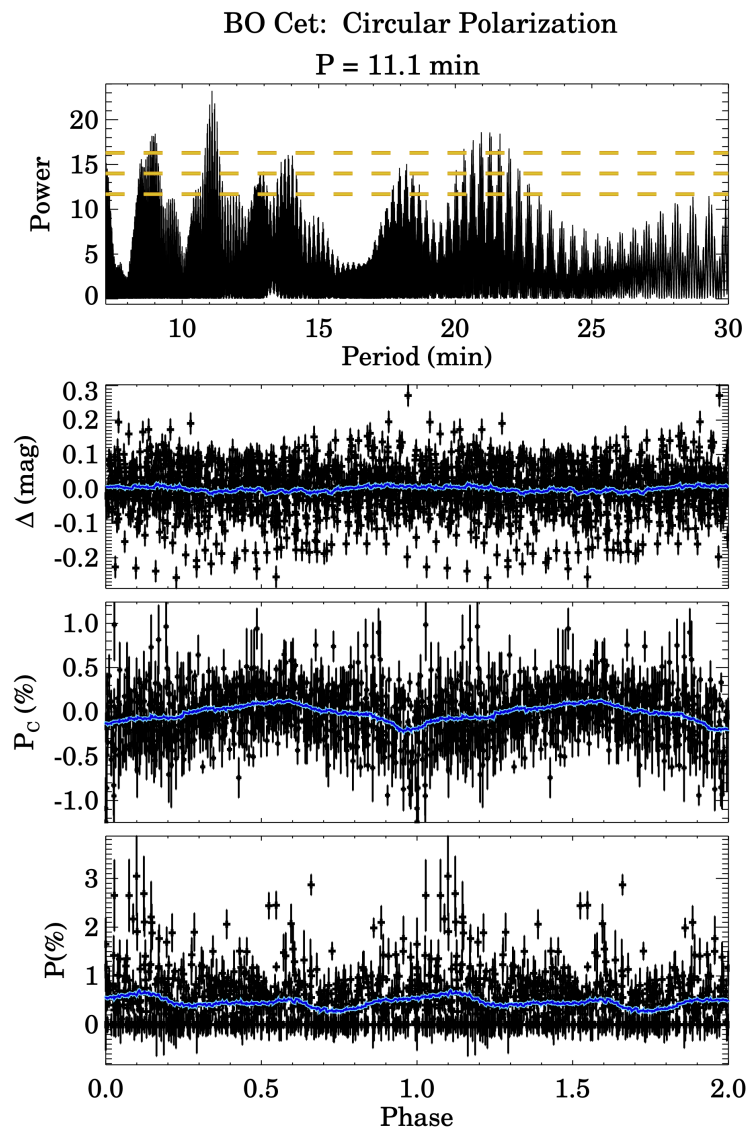 BO Cet: Circular Polarization
P = 11.1 min
Power
20
15
10
5
0
10 15 20 25 30
Period (min)
Δ (mag)
0.3
0.2
0.1
0.0
-0.1
-0.2
P_C (%)
1.0
0.5
0.0
-0.5
-1.0
P(%)
3
2
1
0
0.0 0.5 1.0 1.5 2.0
Phase